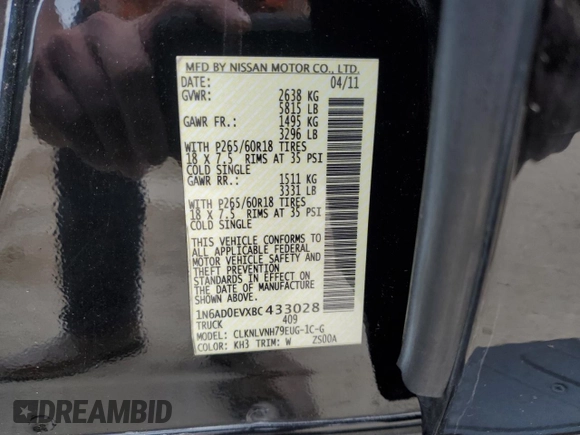 MFD BY NISSAN MOTOR CO., LTD.
DATE: 04/11
GVWR: 2638 KG
5815 LB
GAWR FR.: 1495 KG
3296 LB
WITH P265/60R18 TIRES
18 X 7.5 RIMS AT 35 PSI
COLD SINGLE
GAWR RR.: 1511 KG
3331 LB
WITH P265/60R18 TIRES
18 X 7.5 RIMS AT 35 PSI
COLD SINGLE
THIS VEHICLE CONFORMS TO
ALL APPLICABLE FEDERAL
MOTOR VEHICLE SAFETY AND
THEFT PREVENTION
STANDARDS IN EFFECT ON
THE DATE OF MANUFACTURE
1N6AD0EVXBC433028
TRUCK 409
MODEL: CLKNLVNH79EUG-1C-G
COLOR: KH3 TRIM: W ZS00A
DREAMBID